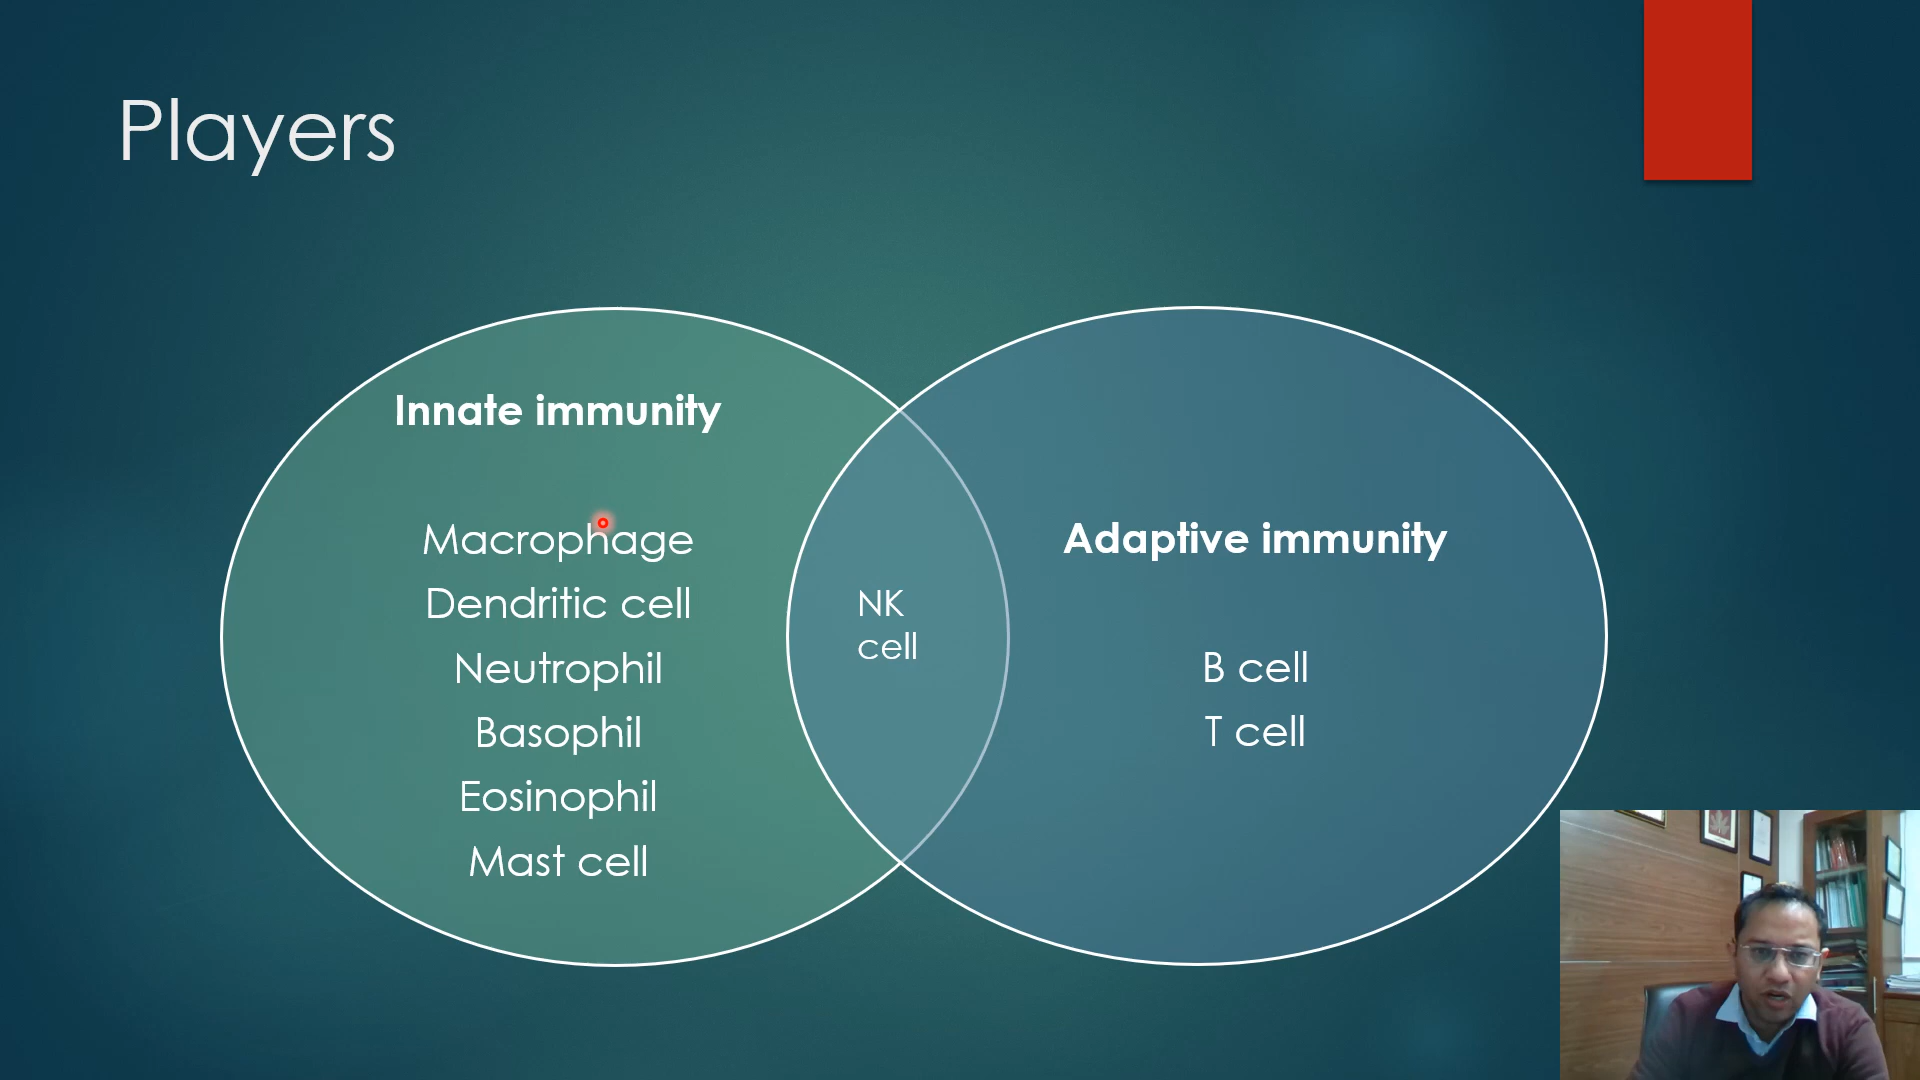 Players
Innate immunity
Macrophage
Dendritic cell
Neutrophil
Basophil
Eosinophil
Mast cell
NK
cell
Adaptive immunity
B cell
T cell